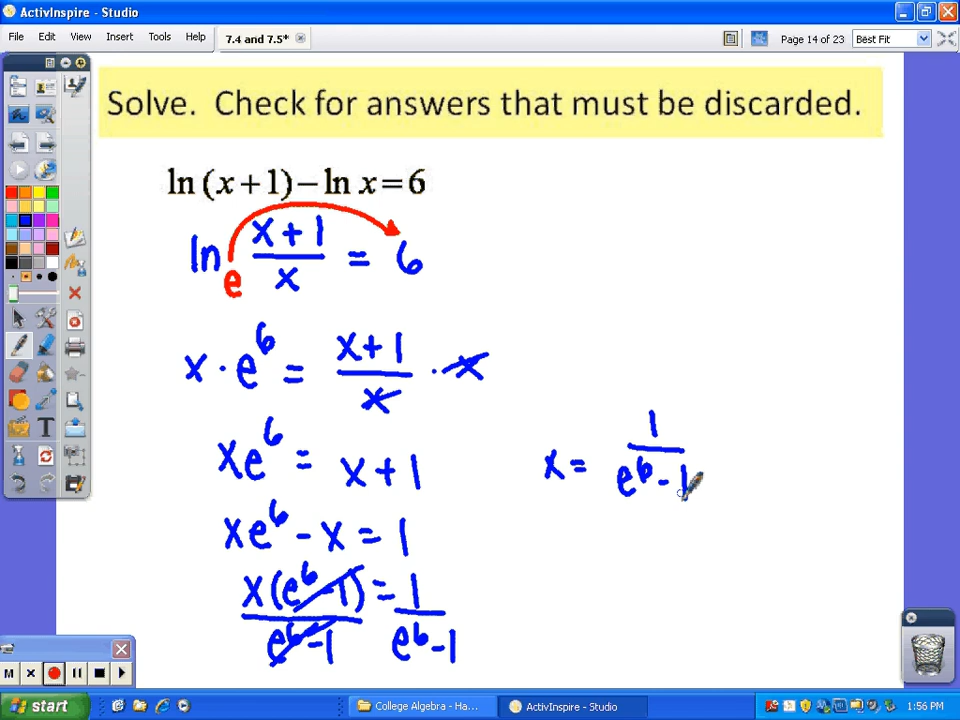 ActivInspire - Studio
File Edit View Insert Tools Help 7.4 and 7.5* Page 14 of 23 Best Fit
Solve. Check for answers that must be discarded.
ln (x + 1) − ln x = 6
ln (x + 1)/x = 6
e
x · e^6 = (x + 1)/x · x
xe^6 = x + 1
xe^6 - x = 1
x(e^6 - 1)/(e^6 - 1) = 1/(e^6 - 1)
x = 1/(e^6 - 1)
M
start College Algebra - Ha... ActivInspire - Studio 1:56 PM